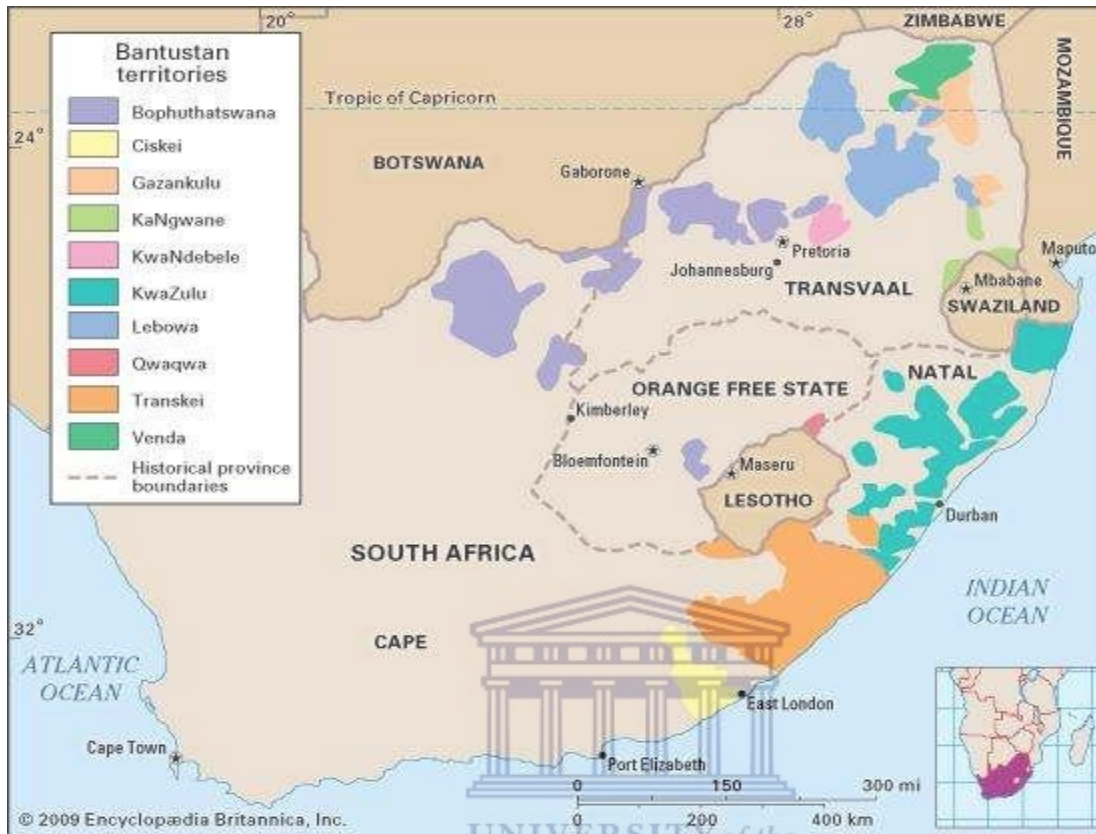 Bantustan
territories
Bophuthatswana
Ciskei
Gazankulu
KaNgwane
KwaNdebele
KwaZulu
Lebowa
Qwaqwa
Transkei
Venda
Historical province
boundaries
20°
28°
ZIMBABWE
MOZAMBIQUE
Tropic of Capricorn
24°
BOTSWANA
Gaborone
Pretoria
Johannesburg
Maputo
TRANSVAAL
Mbabane
SWAZILAND
ORANGE FREE STATE
NATAL
Kimberley
Bloemfontein
Maseru
LESOTHO
Durban
SOUTH AFRICA
INDIAN
OCEAN
32°
CAPE
ATLANTIC
OCEAN
East London
Cape Town
Port Elizabeth
0 150 300 mi
0 200 400 km
© 2009 Encyclopædia Britannica, Inc.
UNIVERSITY of the